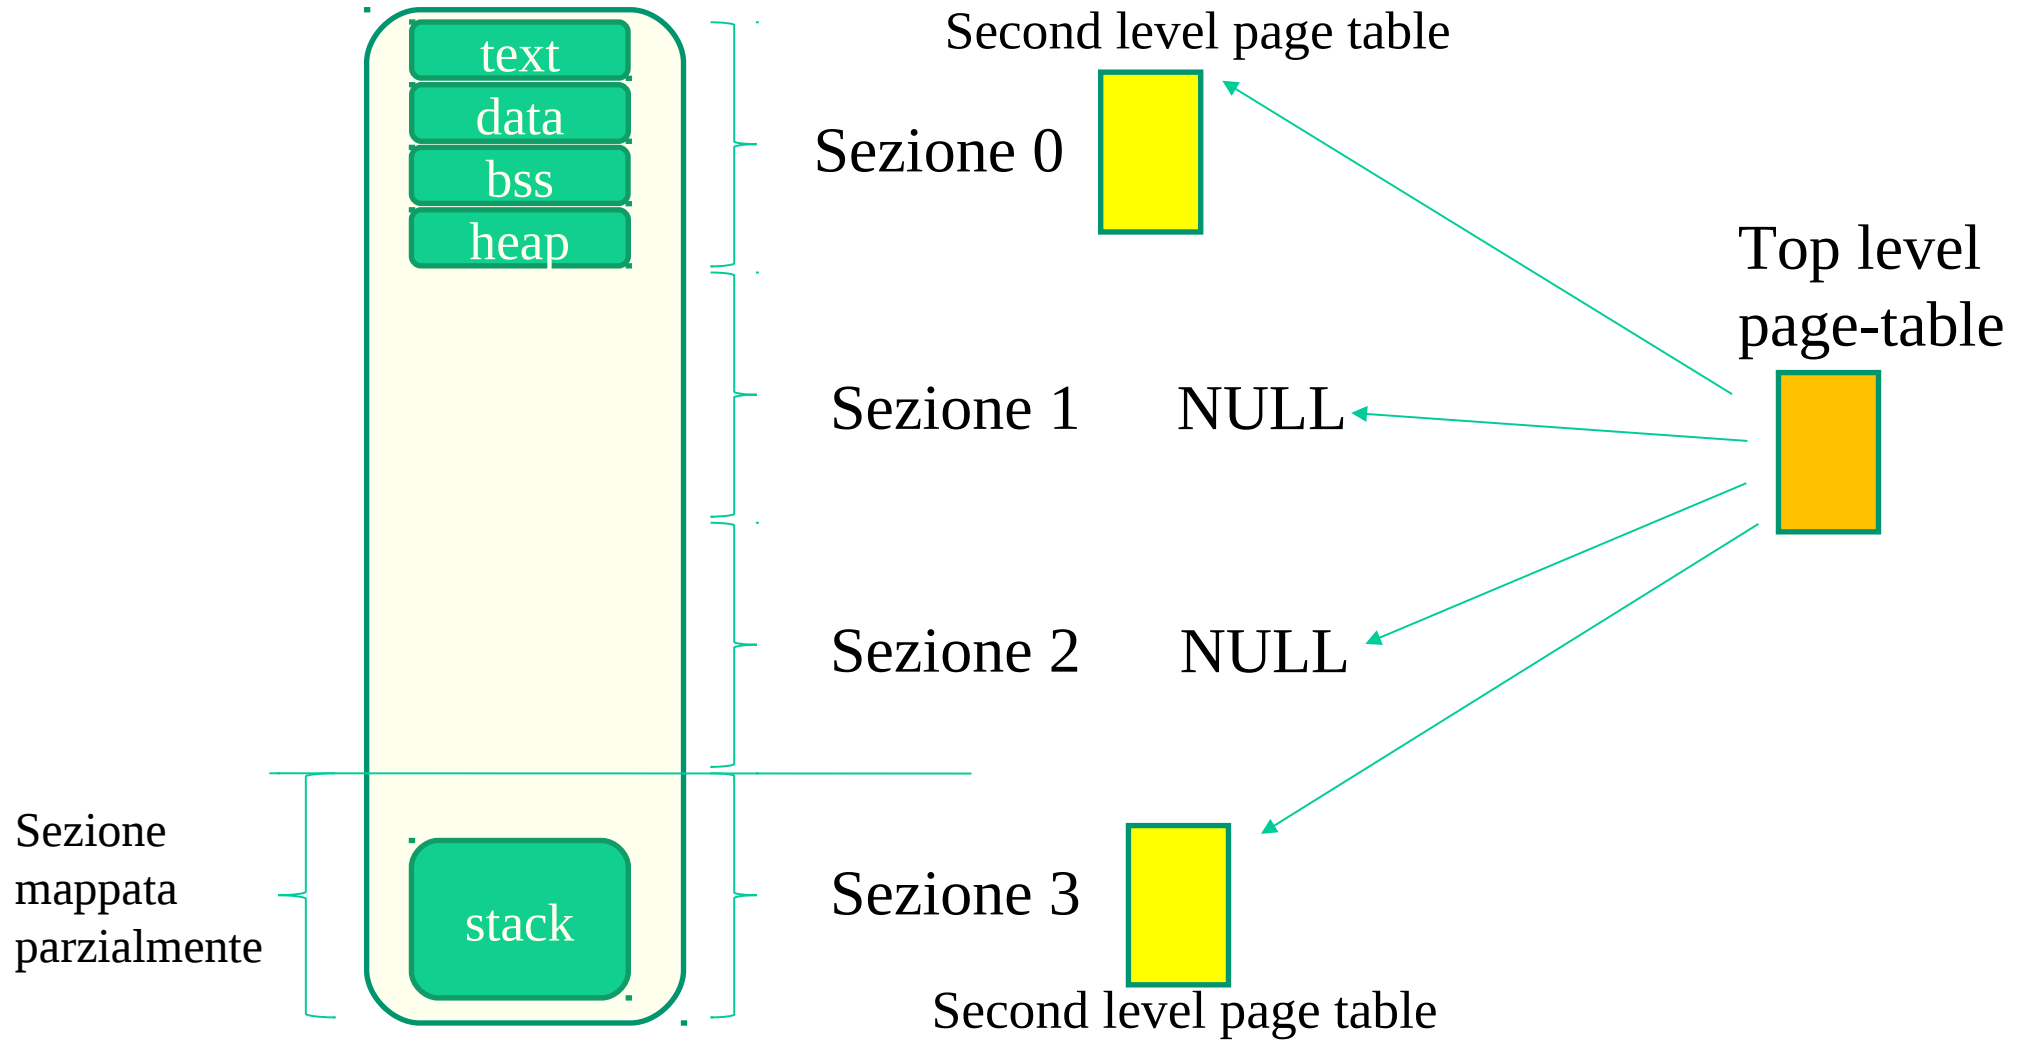 Second level page table
text
data
bss
heap
Sezione 0
Top level
page-table
Sezione 1
NULL
Sezione 2
NULL
Sezione
mappata
parzialmente
stack
Sezione 3
Second level page table